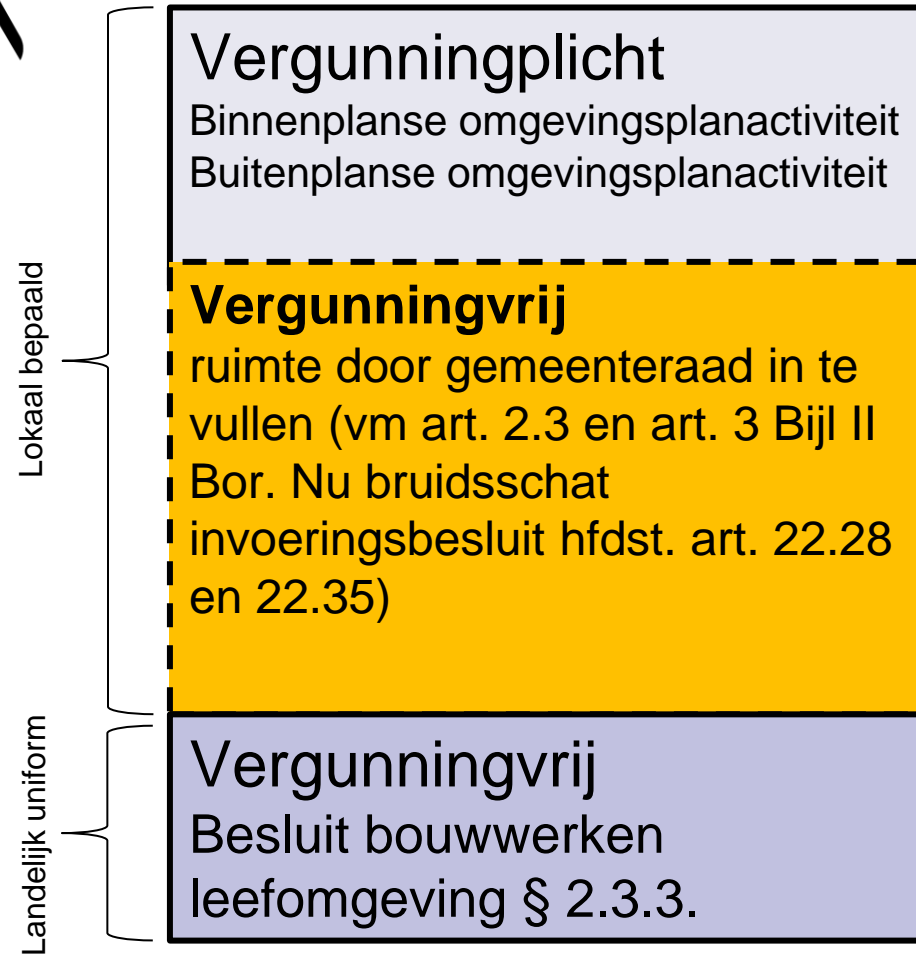 Vergunningplicht
Binnenplanse omgevingsplanactiviteit
Buitenplanse omgevingsplanactiviteit
Lokaal bepaald
Vergunningvrij
ruimte door gemeenteraad in te
vullen (vm art. 2.3 en art. 3 Bijl II
Bor. Nu bruidsschat
invoeringsbesluit hfdst. art. 22.28
en 22.35)
Landelijk uniform
Vergunningvrij
Besluit bouwwerken
leefomgeving § 2.3.3.